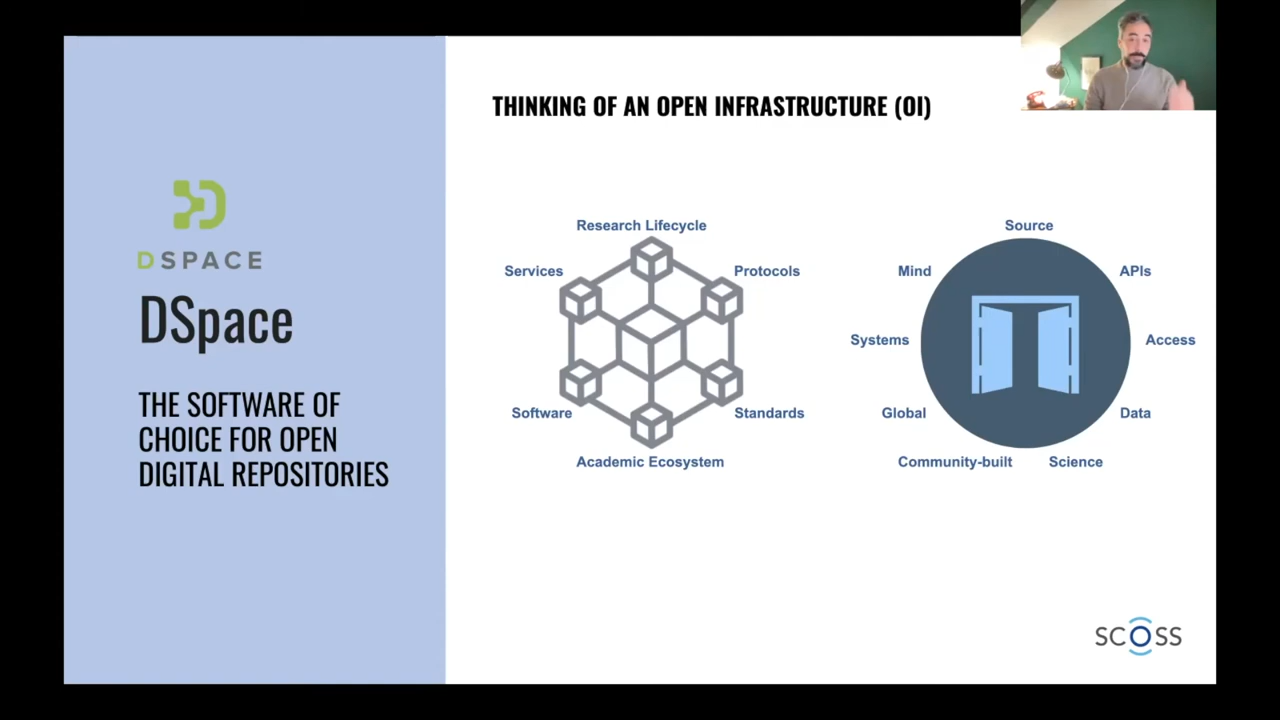 DSPACE
DSpace
THE SOFTWARE OF
CHOICE FOR OPEN
DIGITAL REPOSITORIES
THINKING OF AN OPEN INFRASTRUCTURE (OI)
Research Lifecycle
Services
Protocols
Software
Standards
Academic Ecosystem
Source
Mind
APIs
Systems
Access
Global
Data
Community-built
Science
SCOSS